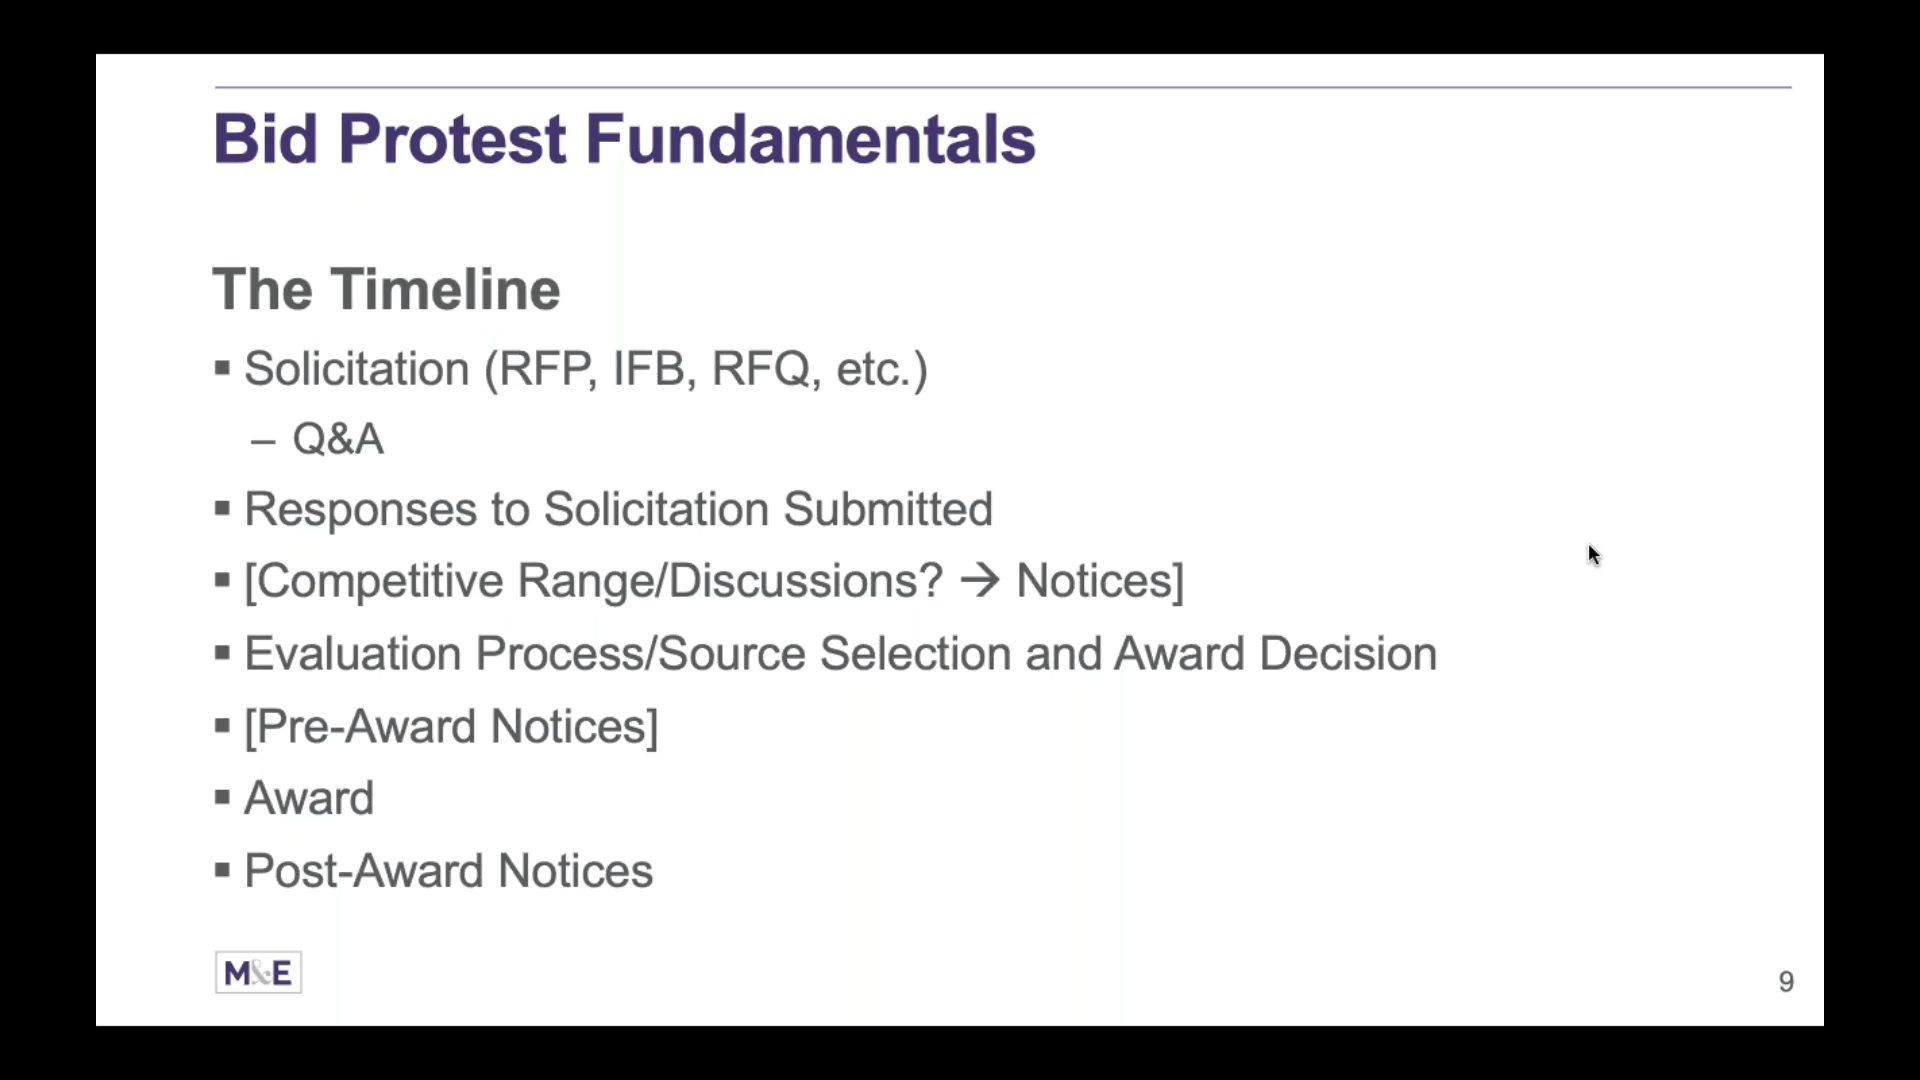 Bid Protest Fundamentals
The Timeline
▪ Solicitation (RFP, IFB, RFQ, etc.)
– Q&A
▪ Responses to Solicitation Submitted
▪ [Competitive Range/Discussions? → Notices]
▪ Evaluation Process/Source Selection and Award Decision
▪ [Pre-Award Notices]
▪ Award
▪ Post-Award Notices
M&E
9